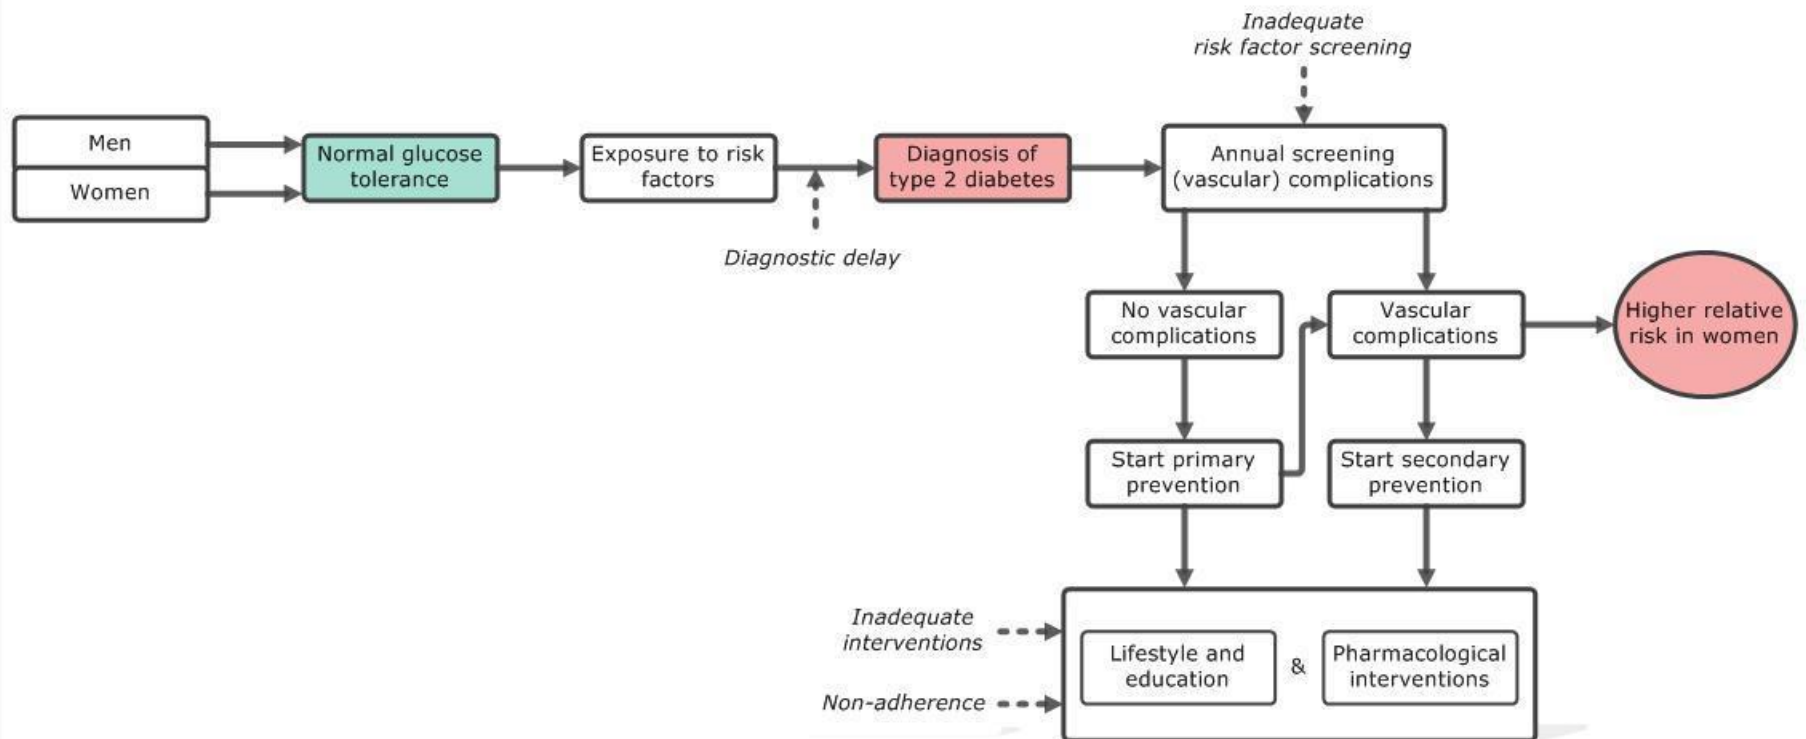 Inadequate
risk factor screening
Men
Women
Normal glucose
tolerance
Exposure to risk
factors
Diagnosis of
type 2 diabetes
Annual screening
(vascular) complications
Diagnostic delay
No vascular
complications
Vascular
complications
Higher relative
risk in women
Start primary
prevention
Start secondary
prevention
Inadequate
interventions
Non-adherence
Lifestyle and
education
&
Pharmacological
interventions